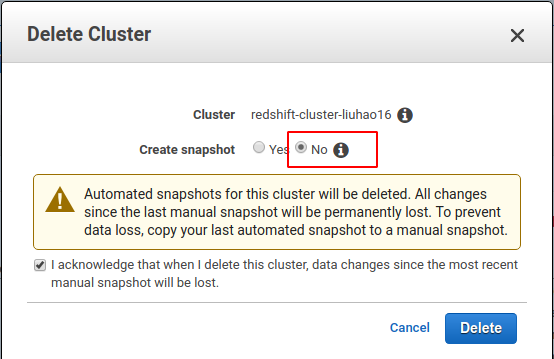 Delete Cluster
Cluster redshift-cluster-liuhao16
Create snapshot Yes No
Automated snapshots for this cluster will be deleted. All changes
since the last manual snapshot will be permanently lost. To prevent
data loss, copy your last automated snapshot to a manual snapshot.
I acknowledge that when I delete this cluster, data changes since the most recent
manual snapshot will be lost.
Cancel Delete